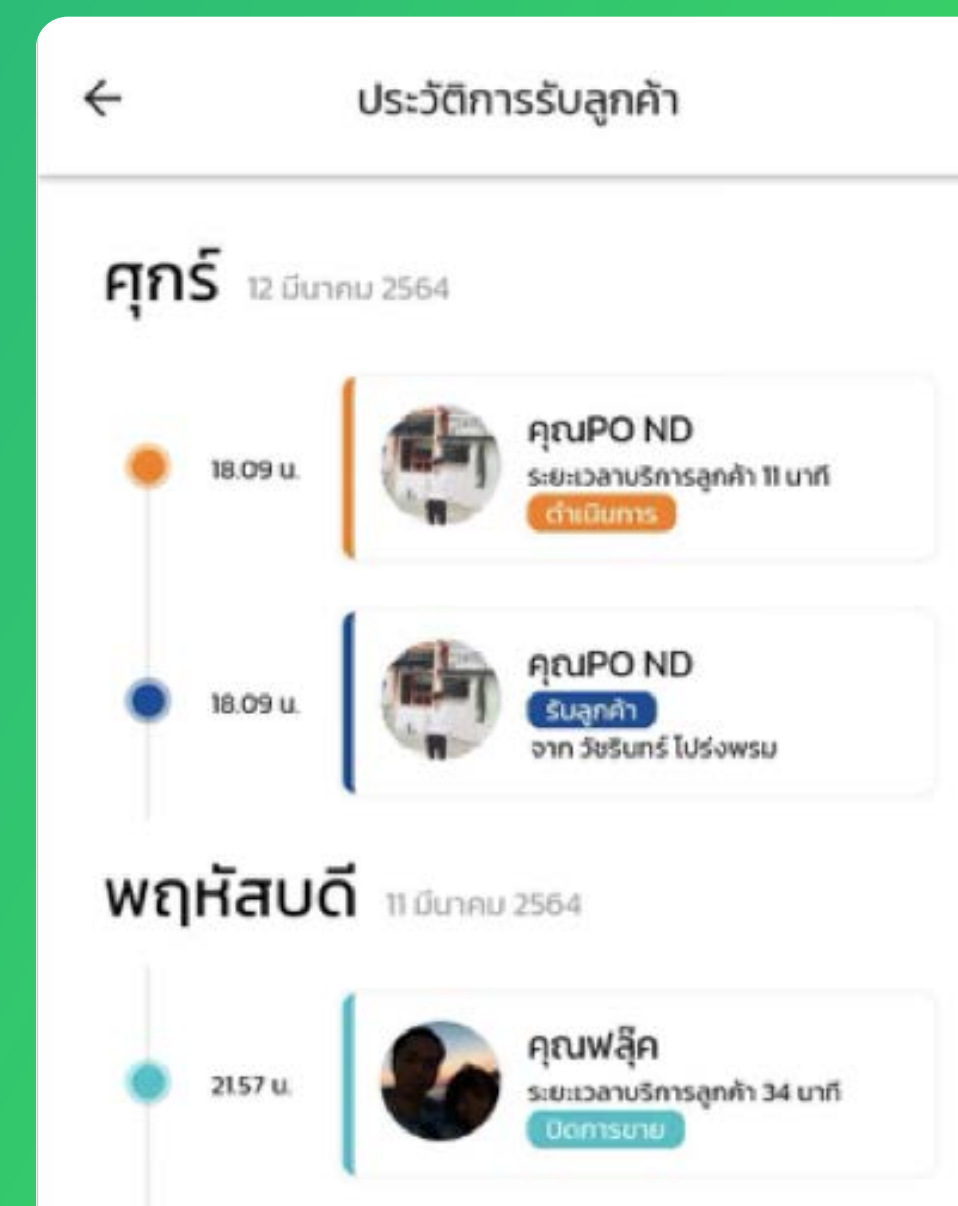 ประวัติการรับลูกค้า
ศุกร์ 12 มีนาคม 2564
18.09 น.
คุณPO ND
ระยะเวลาบริการลูกค้า 11 นาที
ดำเนินการ
18.09 น.
คุณPO ND
รับลูกค้า
จาก วัชรินทร์ โปร่งพรม
พฤหัสบดี 11 มีนาคม 2564
21.57 น.
คุณฟลุ๊ค
ระยะเวลาบริการลูกค้า 34 นาที
ปิดการขาย